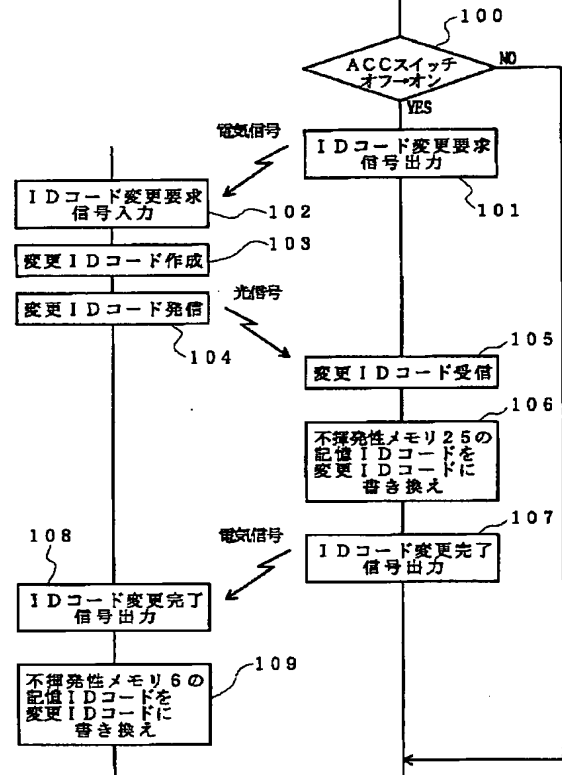 100
ACCスイッチ
オフ→オン
NO
YES
電気信号
IDコード変更要求
信号出力
101
IDコード変更要求
信号入力
102
103
変更IDコード作成
光信号
変更IDコード発信
104
105
変更IDコード受信
106
不揮発性メモリ25の
記憶IDコードを
変更IDコードに
書き換え
107
電気信号
IDコード変更完了
信号出力
108
IDコード変更完了
信号出力
不揮発性メモリ6の
記憶IDコードを
変更IDコードに
書き換え
109